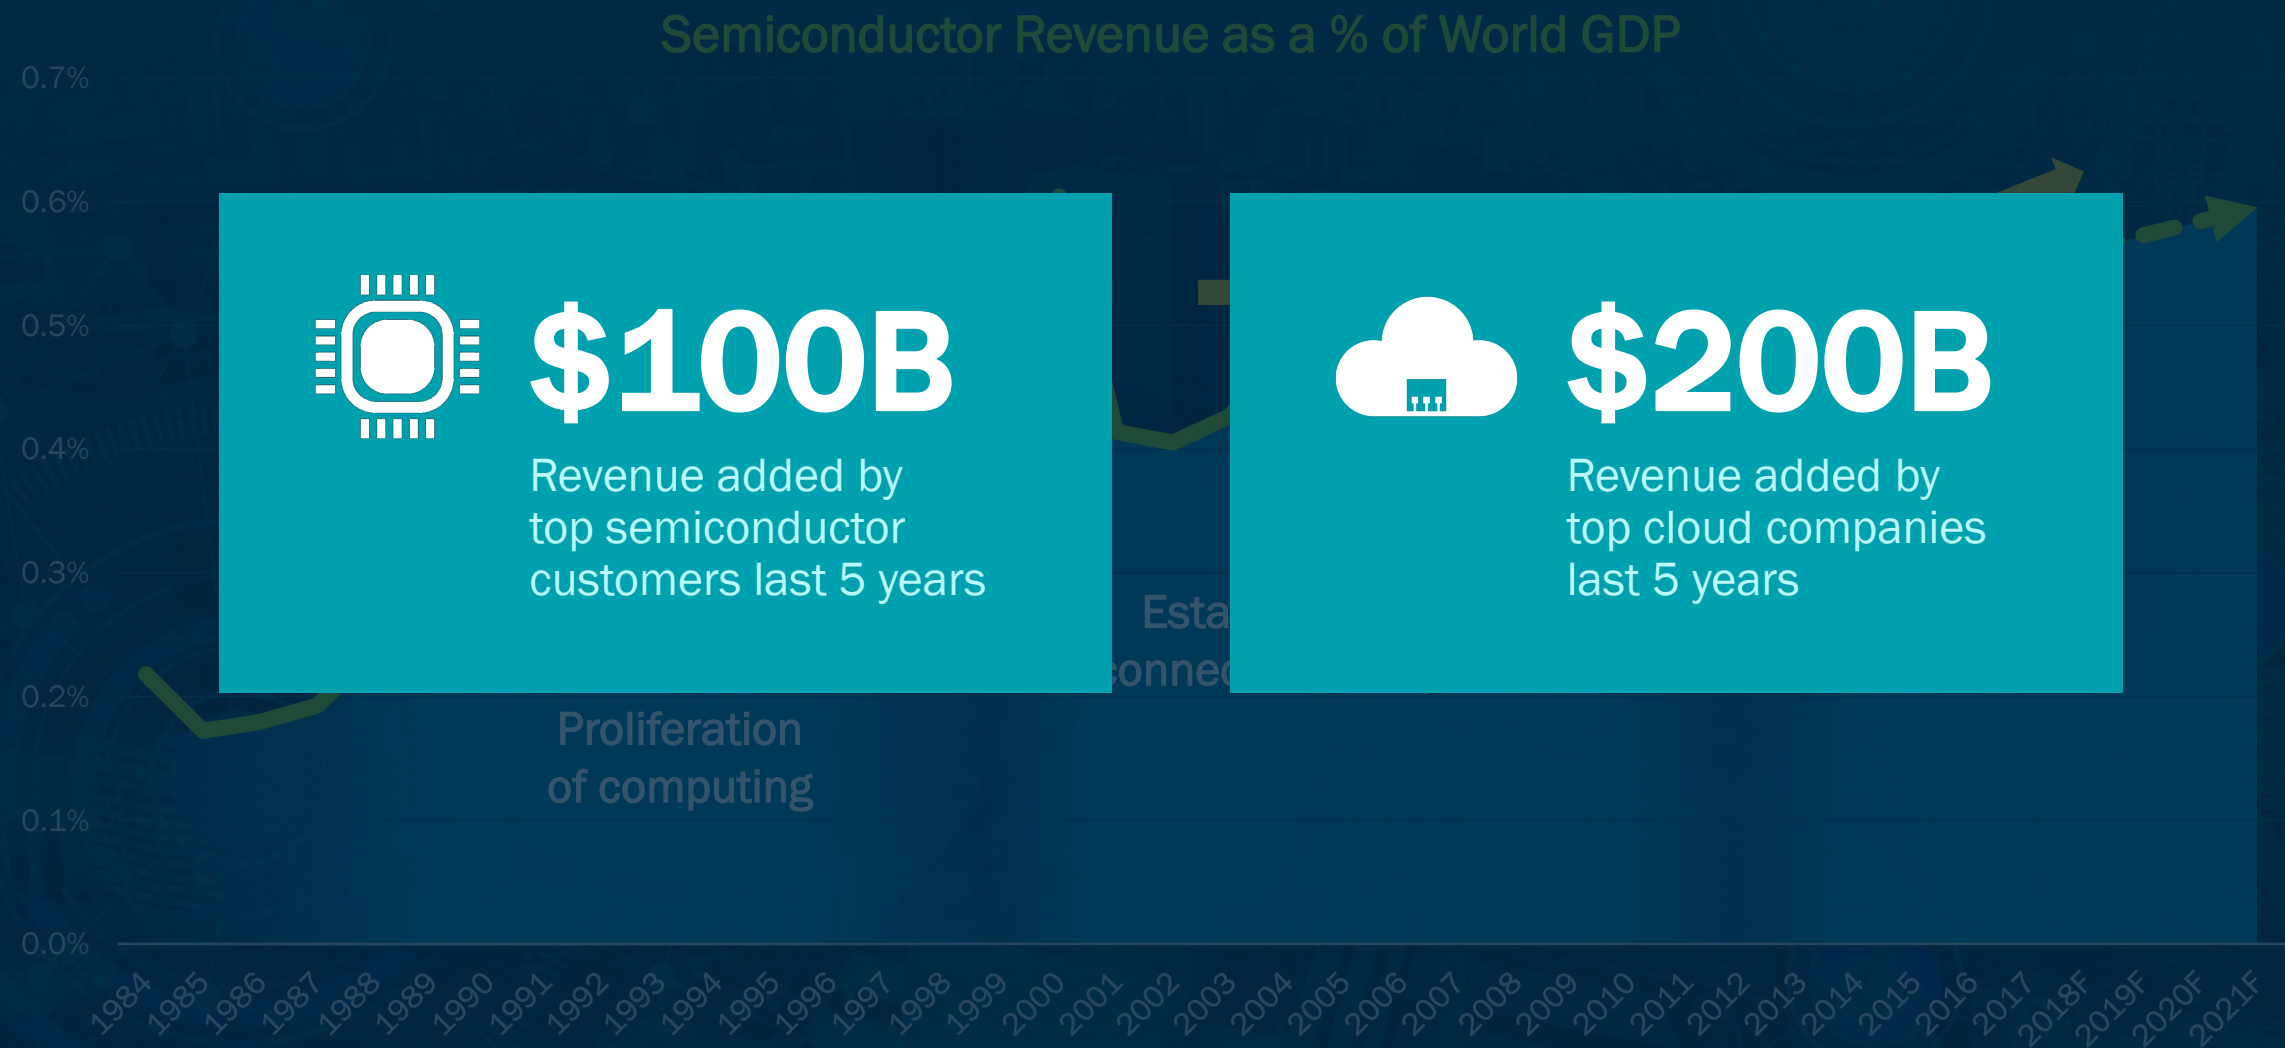 Semiconductor Revenue as a % of World GDP
0.7%
0.6%
0.5%
0.4%
0.3%
0.2%
0.1%
0.0%
$100B
Revenue added by
top semiconductor
customers last 5 years
$200B
Revenue added by
top cloud companies
last 5 years
Esta
connec
Proliferation
of computing
1984 1985 1986 1987 1988 1989 1990 1991 1992 1993 1994 1995 1996 1997 1998 1999 2000 2001 2002 2003 2004 2005 2006 2007 2008 2009 2010 2011 2012 2013 2014 2015 2016 2017 2018F 2019F 2020F 2021F